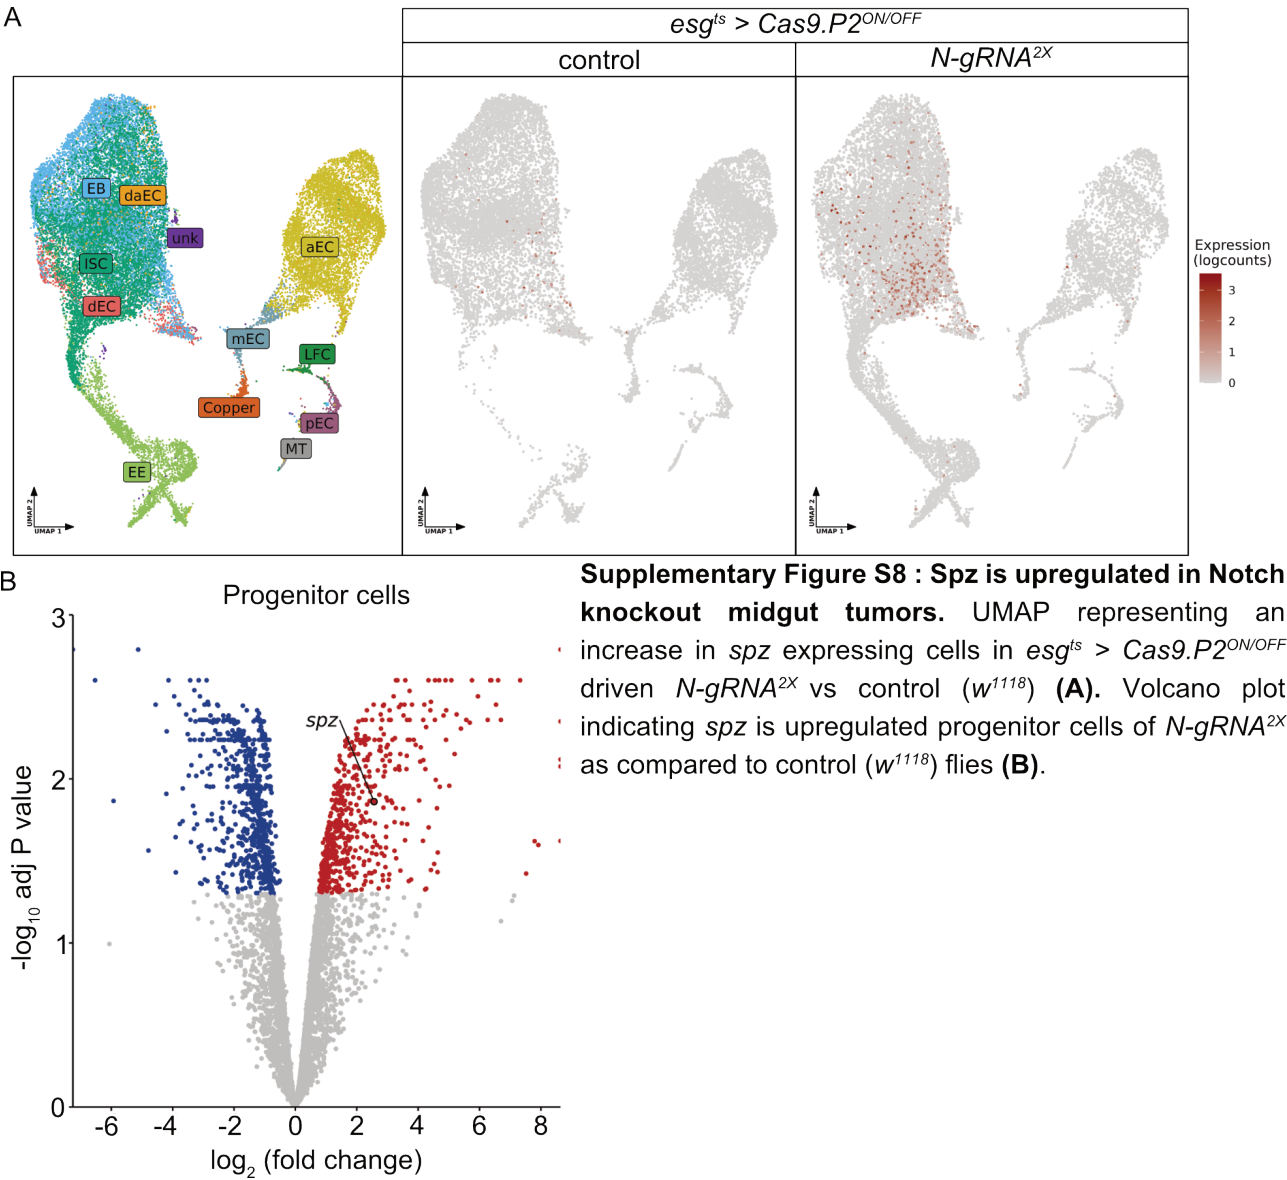 A
esgᵗˢ > Cas9.P2ᴼᴺ/ᴼᶠᶠ
control
N-gRNA²ˣ
EB
daEC
unk
ISC
aEC
dEC
mEC
LFC
Copper
pEC
MT
EE
UMAP 2
UMAP 1
UMAP 2
UMAP 1
UMAP 2
UMAP 1
Expression
(logcounts)
3
2
1
0
B
Progenitor cells
3
2
1
0
-log₁₀ adj P value
spz
-6 -4 -2 0 2 4 6 8
log₂ (fold change)
Supplementary Figure S8 : Spz is upregulated in Notch
knockout midgut tumors. UMAP representing an
increase in spz expressing cells in esgᵗˢ > Cas9.P2ᴼᴺ/ᴼᶠᶠ
driven N-gRNA²ˣ vs control (w¹¹¹⁸) (A). Volcano plot
indicating spz is upregulated progenitor cells of N-gRNA²ˣ
as compared to control (w¹¹¹⁸) flies (B).